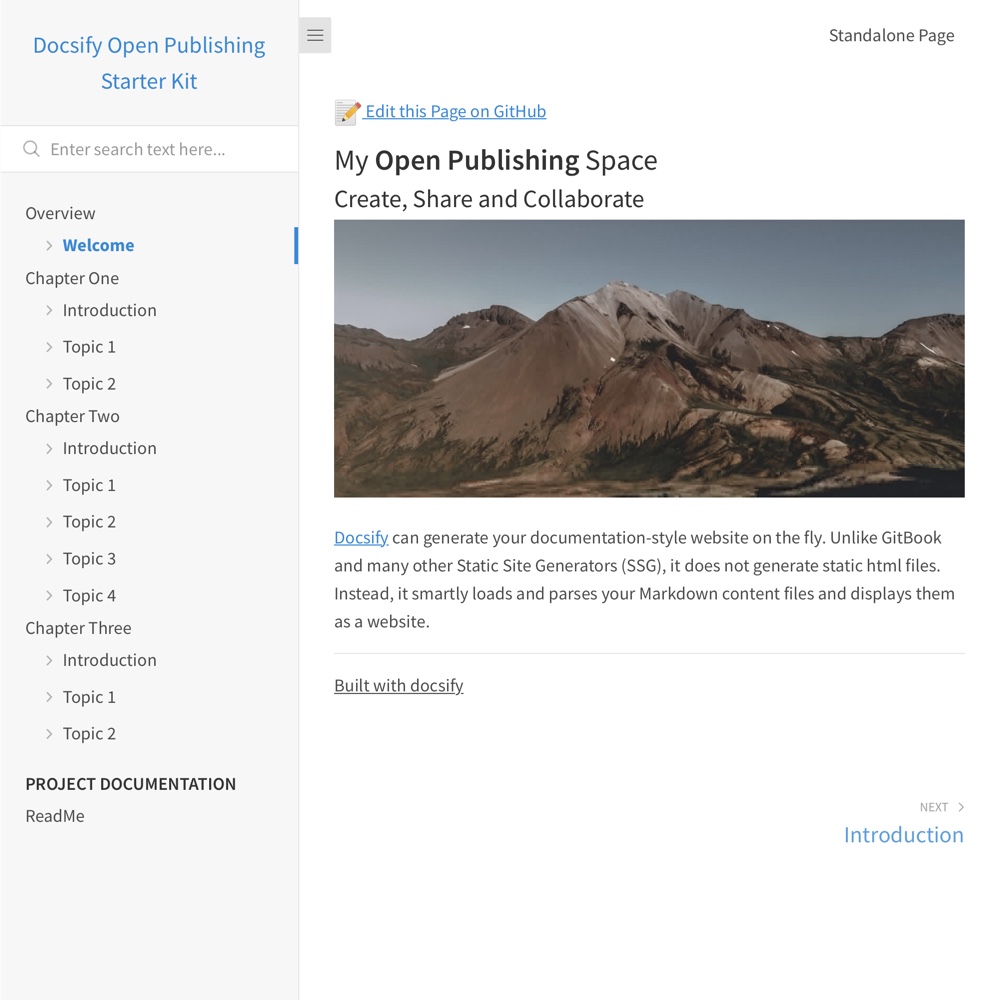 Docsify Open Publishing
Starter Kit
Enter search text here...
Overview
Welcome
Chapter One
Introduction
Topic 1
Topic 2
Chapter Two
Introduction
Topic 1
Topic 2
Topic 3
Topic 4
Chapter Three
Introduction
Topic 1
Topic 2
PROJECT DOCUMENTATION
ReadMe
Standalone Page
Edit this Page on GitHub
My Open Publishing Space
Create, Share and Collaborate
Docsify can generate your documentation-style website on the fly. Unlike GitBook
and many other Static Site Generators (SSG), it does not generate static html files.
Instead, it smartly loads and parses your Markdown content files and displays them
as a website.
Built with docsify
NEXT
Introduction